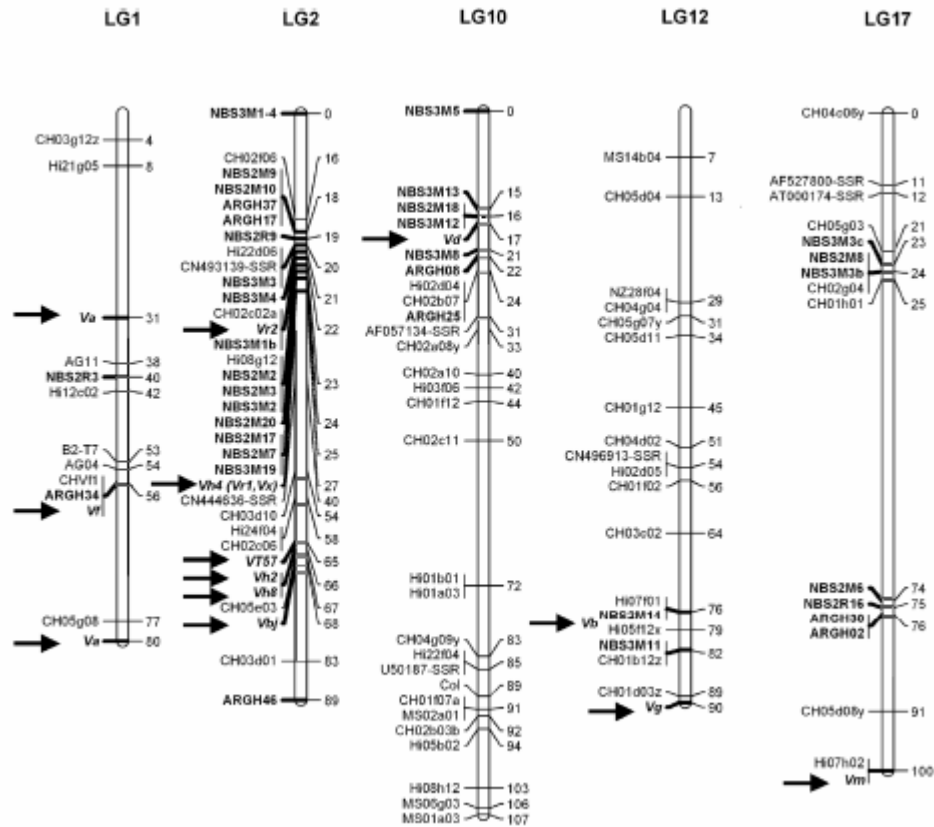 LG1
LG2
LG10
LG12
LG17
CH03g12z 4
Hi21g05 8
Va 31
AG11 38
NBS2R3 40
Hi12c02 42
B2-T7 53
AG04 54
CHVf1
ARGH34 56
Vf
CH05g08 77
Va 80
NBS3M1-4 0
CH02f06 16
NBS2M9
NBS2M10 18
ARGH37
ARGH17
NBS2R9 19
Hi22d06
CN493139-SSR 20
NBS3M3
NBS3M4 21
CH02c02a
Vr2 22
NBS3M1b
Hi08g12
NBS2M2
NBS2M3 23
NBS3M2
NBS2M20 24
NBS2M17
NBS2M7 25
NBS3M19
Vh4 (Vr1,Vx) 27
CN444636-SSR 40
CH03d10 54
Hi24f04
CH02c06 58
VT57 65
Vh2 66
Vh8
CH05e03 67
Vbj 68
CH03d01 83
ARGH46 89
NBS3M5 0
NBS3M13 15
NBS2M18 16
NBS3M12
Vd 17
NBS3M8 21
ARGH08 22
Hi02d04
CH02b07 24
ARGH25
AF057134-SSR 31
CH02a08y 33
CH02a10 40
Hi03f06 42
CH01f12 44
CH02c11 50
Hi01b01 72
Hi01a03
CH04g09y 83
Hi22f04
U50187-SSR 85
Col 89
CH01f07a 91
MS02a01
CH02b03b 92
Hi05b02 94
Hi08h12 103
MS06g03 106
MS01a03 107
MS14b04 7
CH05d04 13
NZ28f04
CH04g04 29
CH05g07y 31
CH05d11 34
CH01g12 45
CH04d02 51
CN496913-SSR
Hi02d05 54
CH01f02 56
CH03c02 64
Hi07f01 76
NBS3M14
Vb
Hi05f12x 79
NBS3M11 82
CH01b12z
CH01d03z 89
Vg 90
CH04c06y 0
AF527800-SSR 11
AT000174-SSR 12
CH05g03 21
NBS3M3c 23
NBS2M8
NBS3M3b 24
CH02g04
CH01h01 25
NBS2M6 74
NBS2R16 75
ARGH30 76
ARGH02
CH05d08y 91
Hi07h02 100
Vm